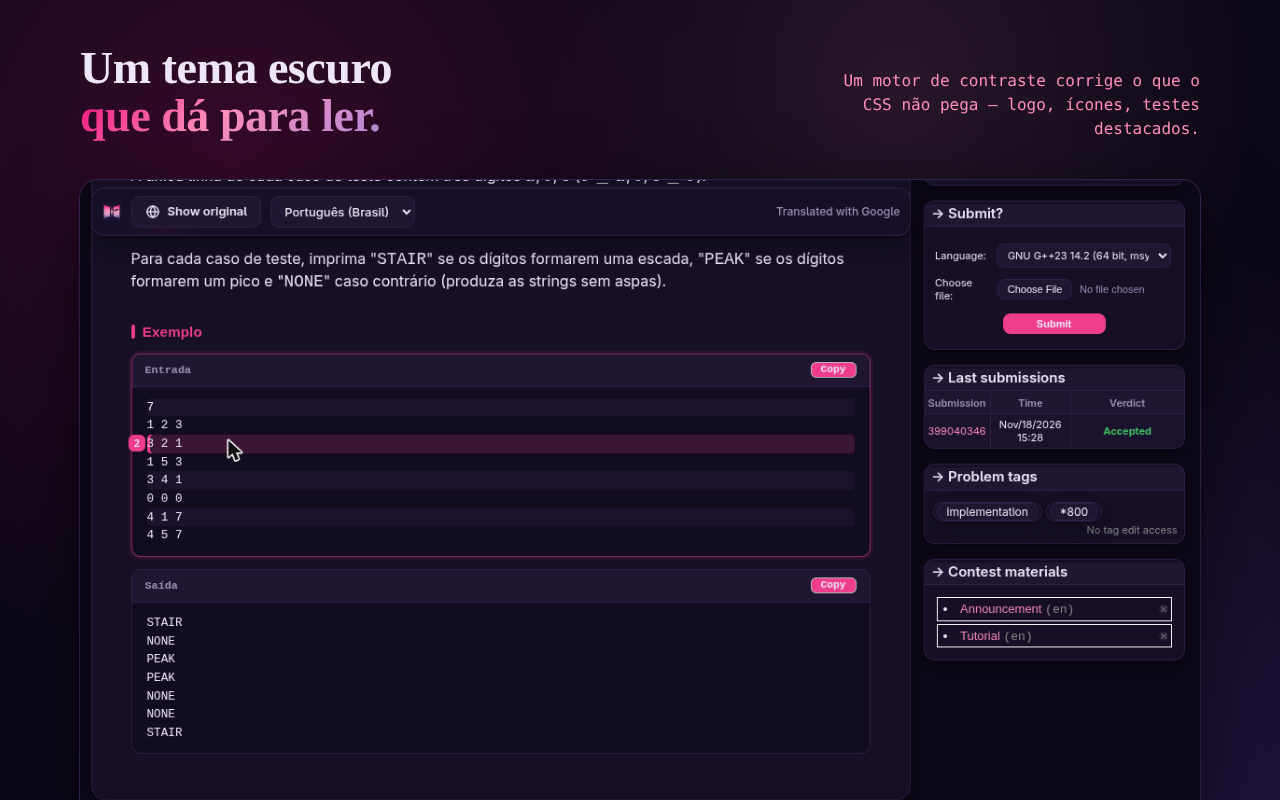 Um tema escuro
que dá para ler.
Um motor de contraste corrige o que o
CSS não pega — logo, ícones, testes
destacados.
Show original
Português (Brasil)
Translated with Google
Para cada caso de teste, imprima "STAIR" se os dígitos formarem uma escada, "PEAK" se os dígitos
formarem um pico e "NONE" caso contrário (produza as strings sem aspas).
Exemplo
Entrada
Copy
7
1 2 3
2
3 2 1
1 5 3
3 4 1
0 0 0
4 1 7
4 5 7
Saída
Copy
STAIR
NONE
PEAK
PEAK
NONE
NONE
STAIR
→ Submit?
Language:
GNU G++23 14.2 (64 bit, msy
Choose
file:
Choose File
No file chosen
Submit
→ Last submissions
Submission
Time
Verdict
399040346
Nov/18/2026
15:28
Accepted
→ Problem tags
implementation
*800
No tag edit access
→ Contest materials
• Announcement (en)
• Tutorial (en)